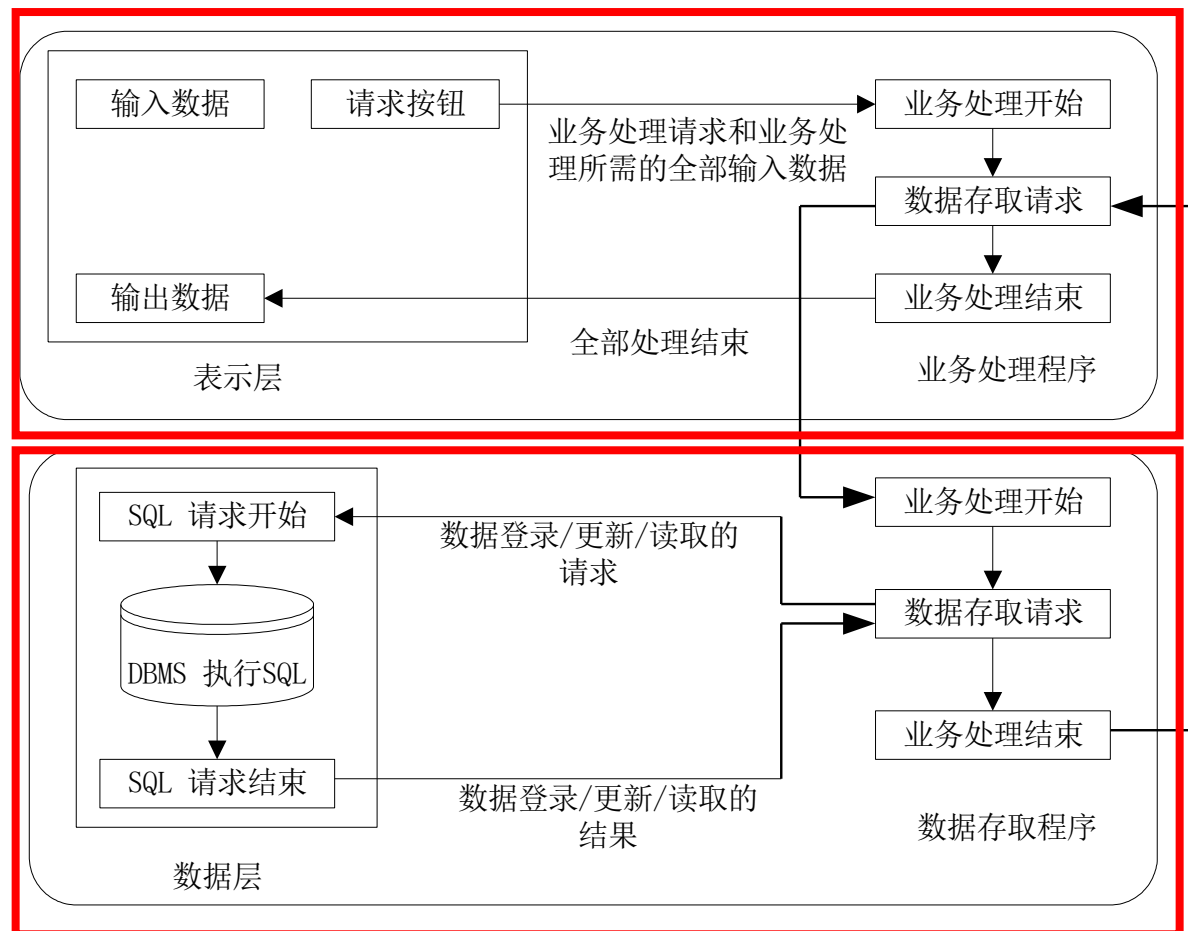 输入数据
请求按钮
业务处理开始
业务处理请求和业务处
理所需的全部输入数据
数据存取请求
输出数据
业务处理结束
全部处理结束
表示层
业务处理程序
SQL 请求开始
业务处理开始
数据登录/更新/读取的
请求
数据存取请求
DBMS 执行SQL
业务处理结束
SQL 请求结束
数据登录/更新/读取的
结果
数据存取程序
数据层